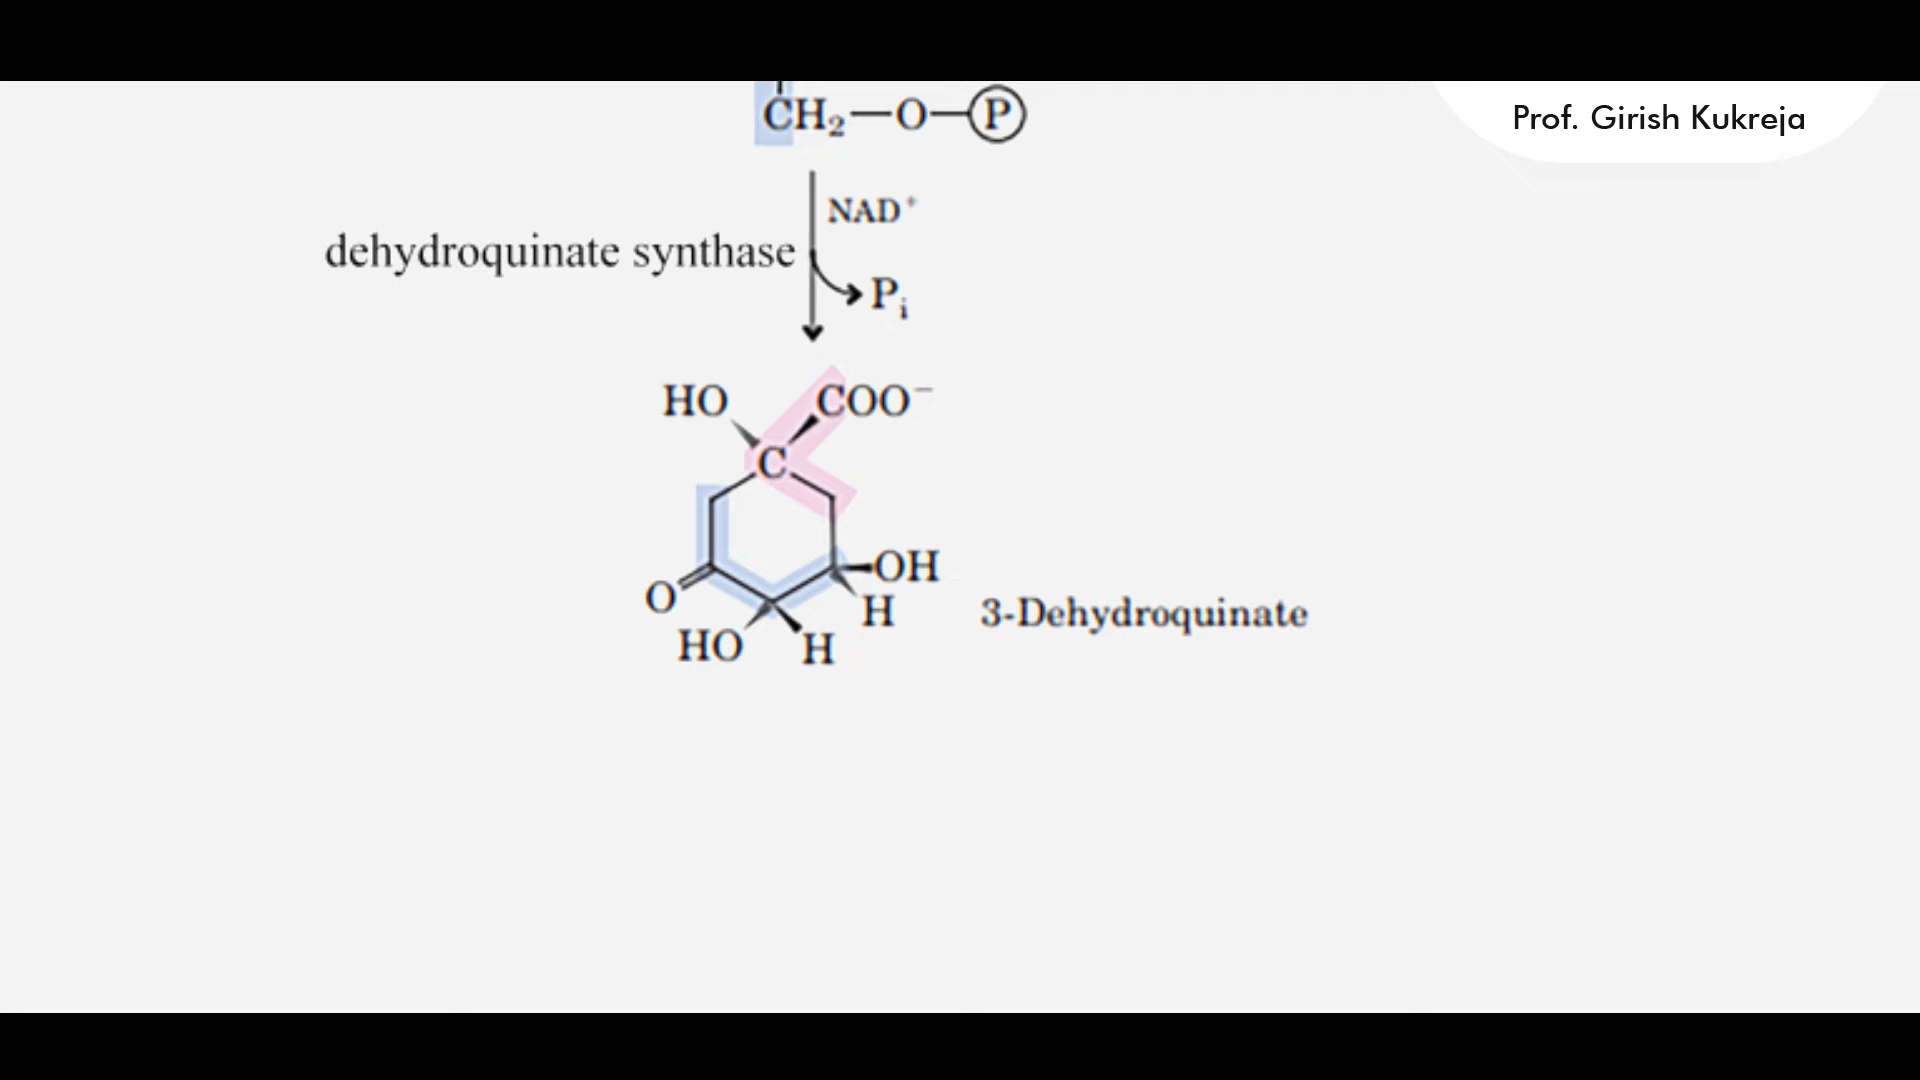 CH₂—O—P
Prof. Girish Kukreja
NAD⁺
dehydroquinate synthase
Pᵢ
HO COO⁻
C
OH
O H
3-Dehydroquinate
HO H